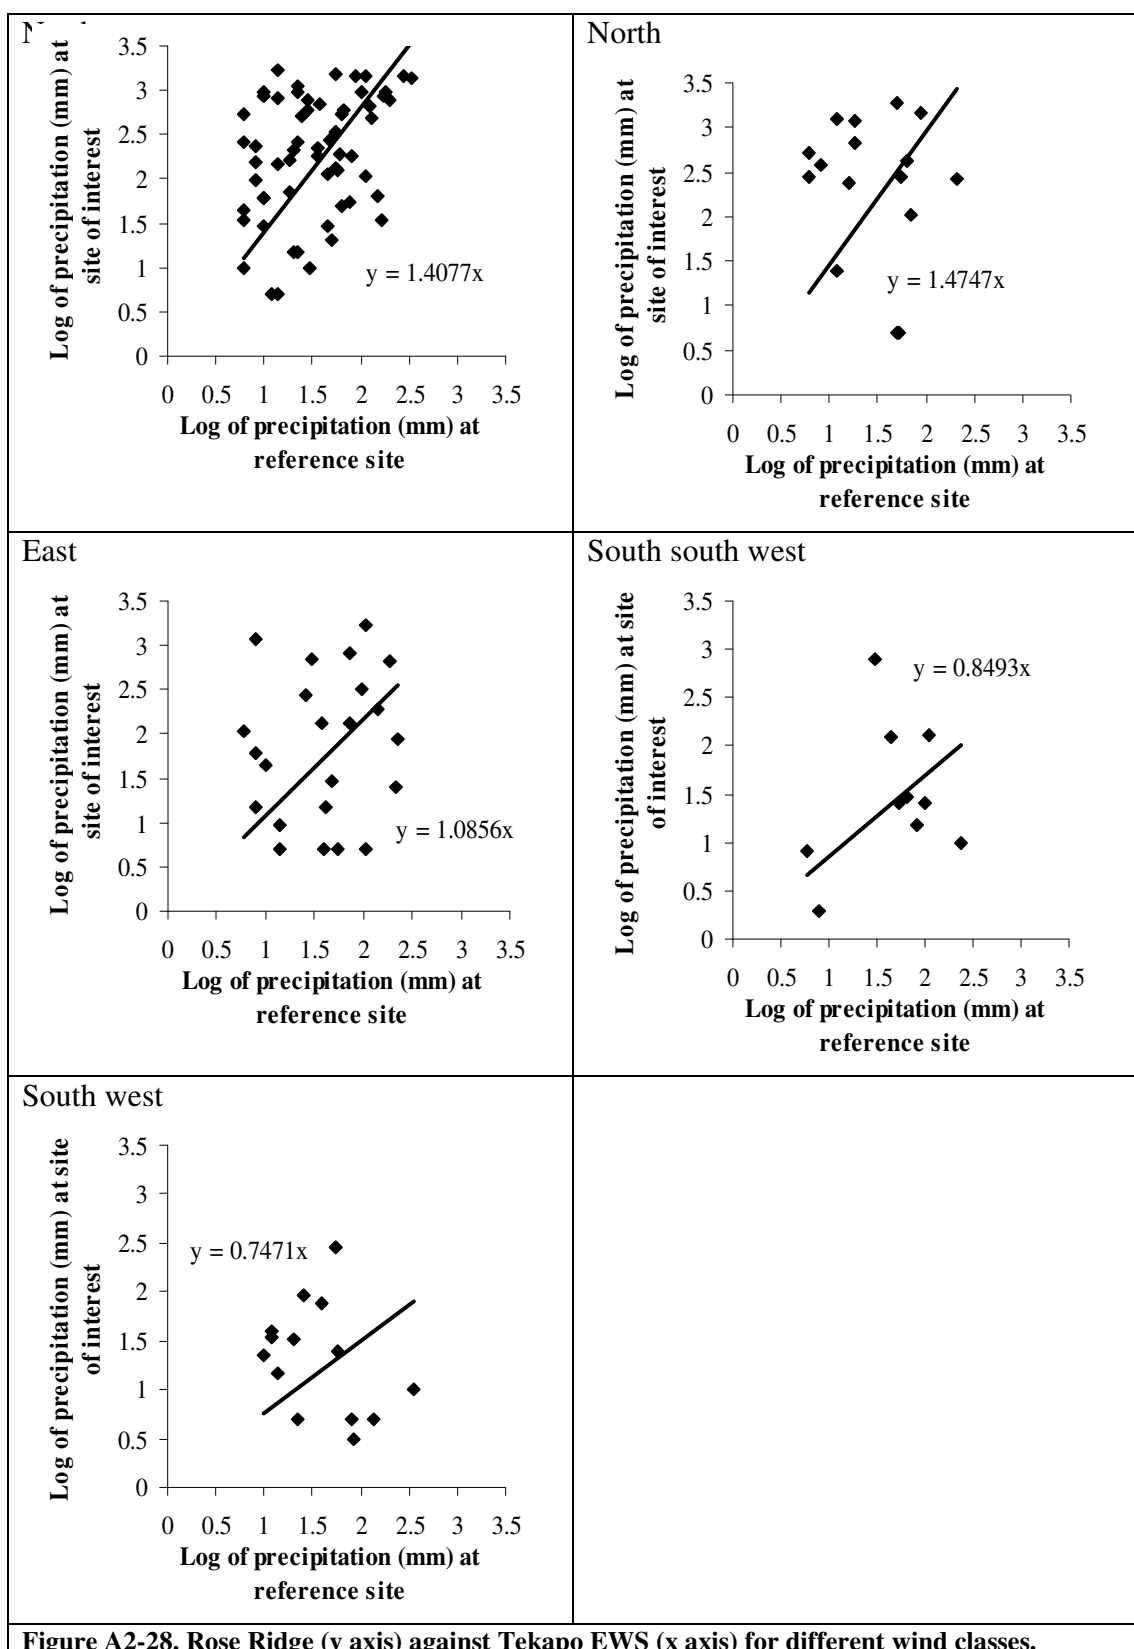 3.5
3
2.5
2
1.5
1
0.5
0
0 0.5 1 1.5 2 2.5 3 3.5
Log of precipitation (mm) at
site of interest
y = 1.4077x
Log of precipitation (mm) at
reference site
North
3.5
3
2.5
2
1.5
1
0.5
0
0 0.5 1 1.5 2 2.5 3 3.5
Log of precipitation (mm) at
site of interest
y = 1.4747x
Log of precipitation (mm) at
reference site
East
3.5
3
2.5
2
1.5
1
0.5
0
0 0.5 1 1.5 2 2.5 3 3.5
Log of precipitation (mm) at
site of interest
y = 1.0856x
Log of precipitation (mm) at
reference site
South south west
3.5
3
2.5
2
1.5
1
0.5
0
0 0.5 1 1.5 2 2.5 3 3.5
Log of precipitation (mm) at site
of interest
y = 0.8493x
Log of precipitation (mm) at
reference site
South west
3.5
3
2.5
2
1.5
1
0.5
0
0 0.5 1 1.5 2 2.5 3 3.5
Log of precipitation (mm) at site
of interest
y = 0.7471x
Log of precipitation (mm) at
reference site
Figure A2-28. Rose Ridge (y axis) against Tekapo EWS (x axis) for different wind classes.